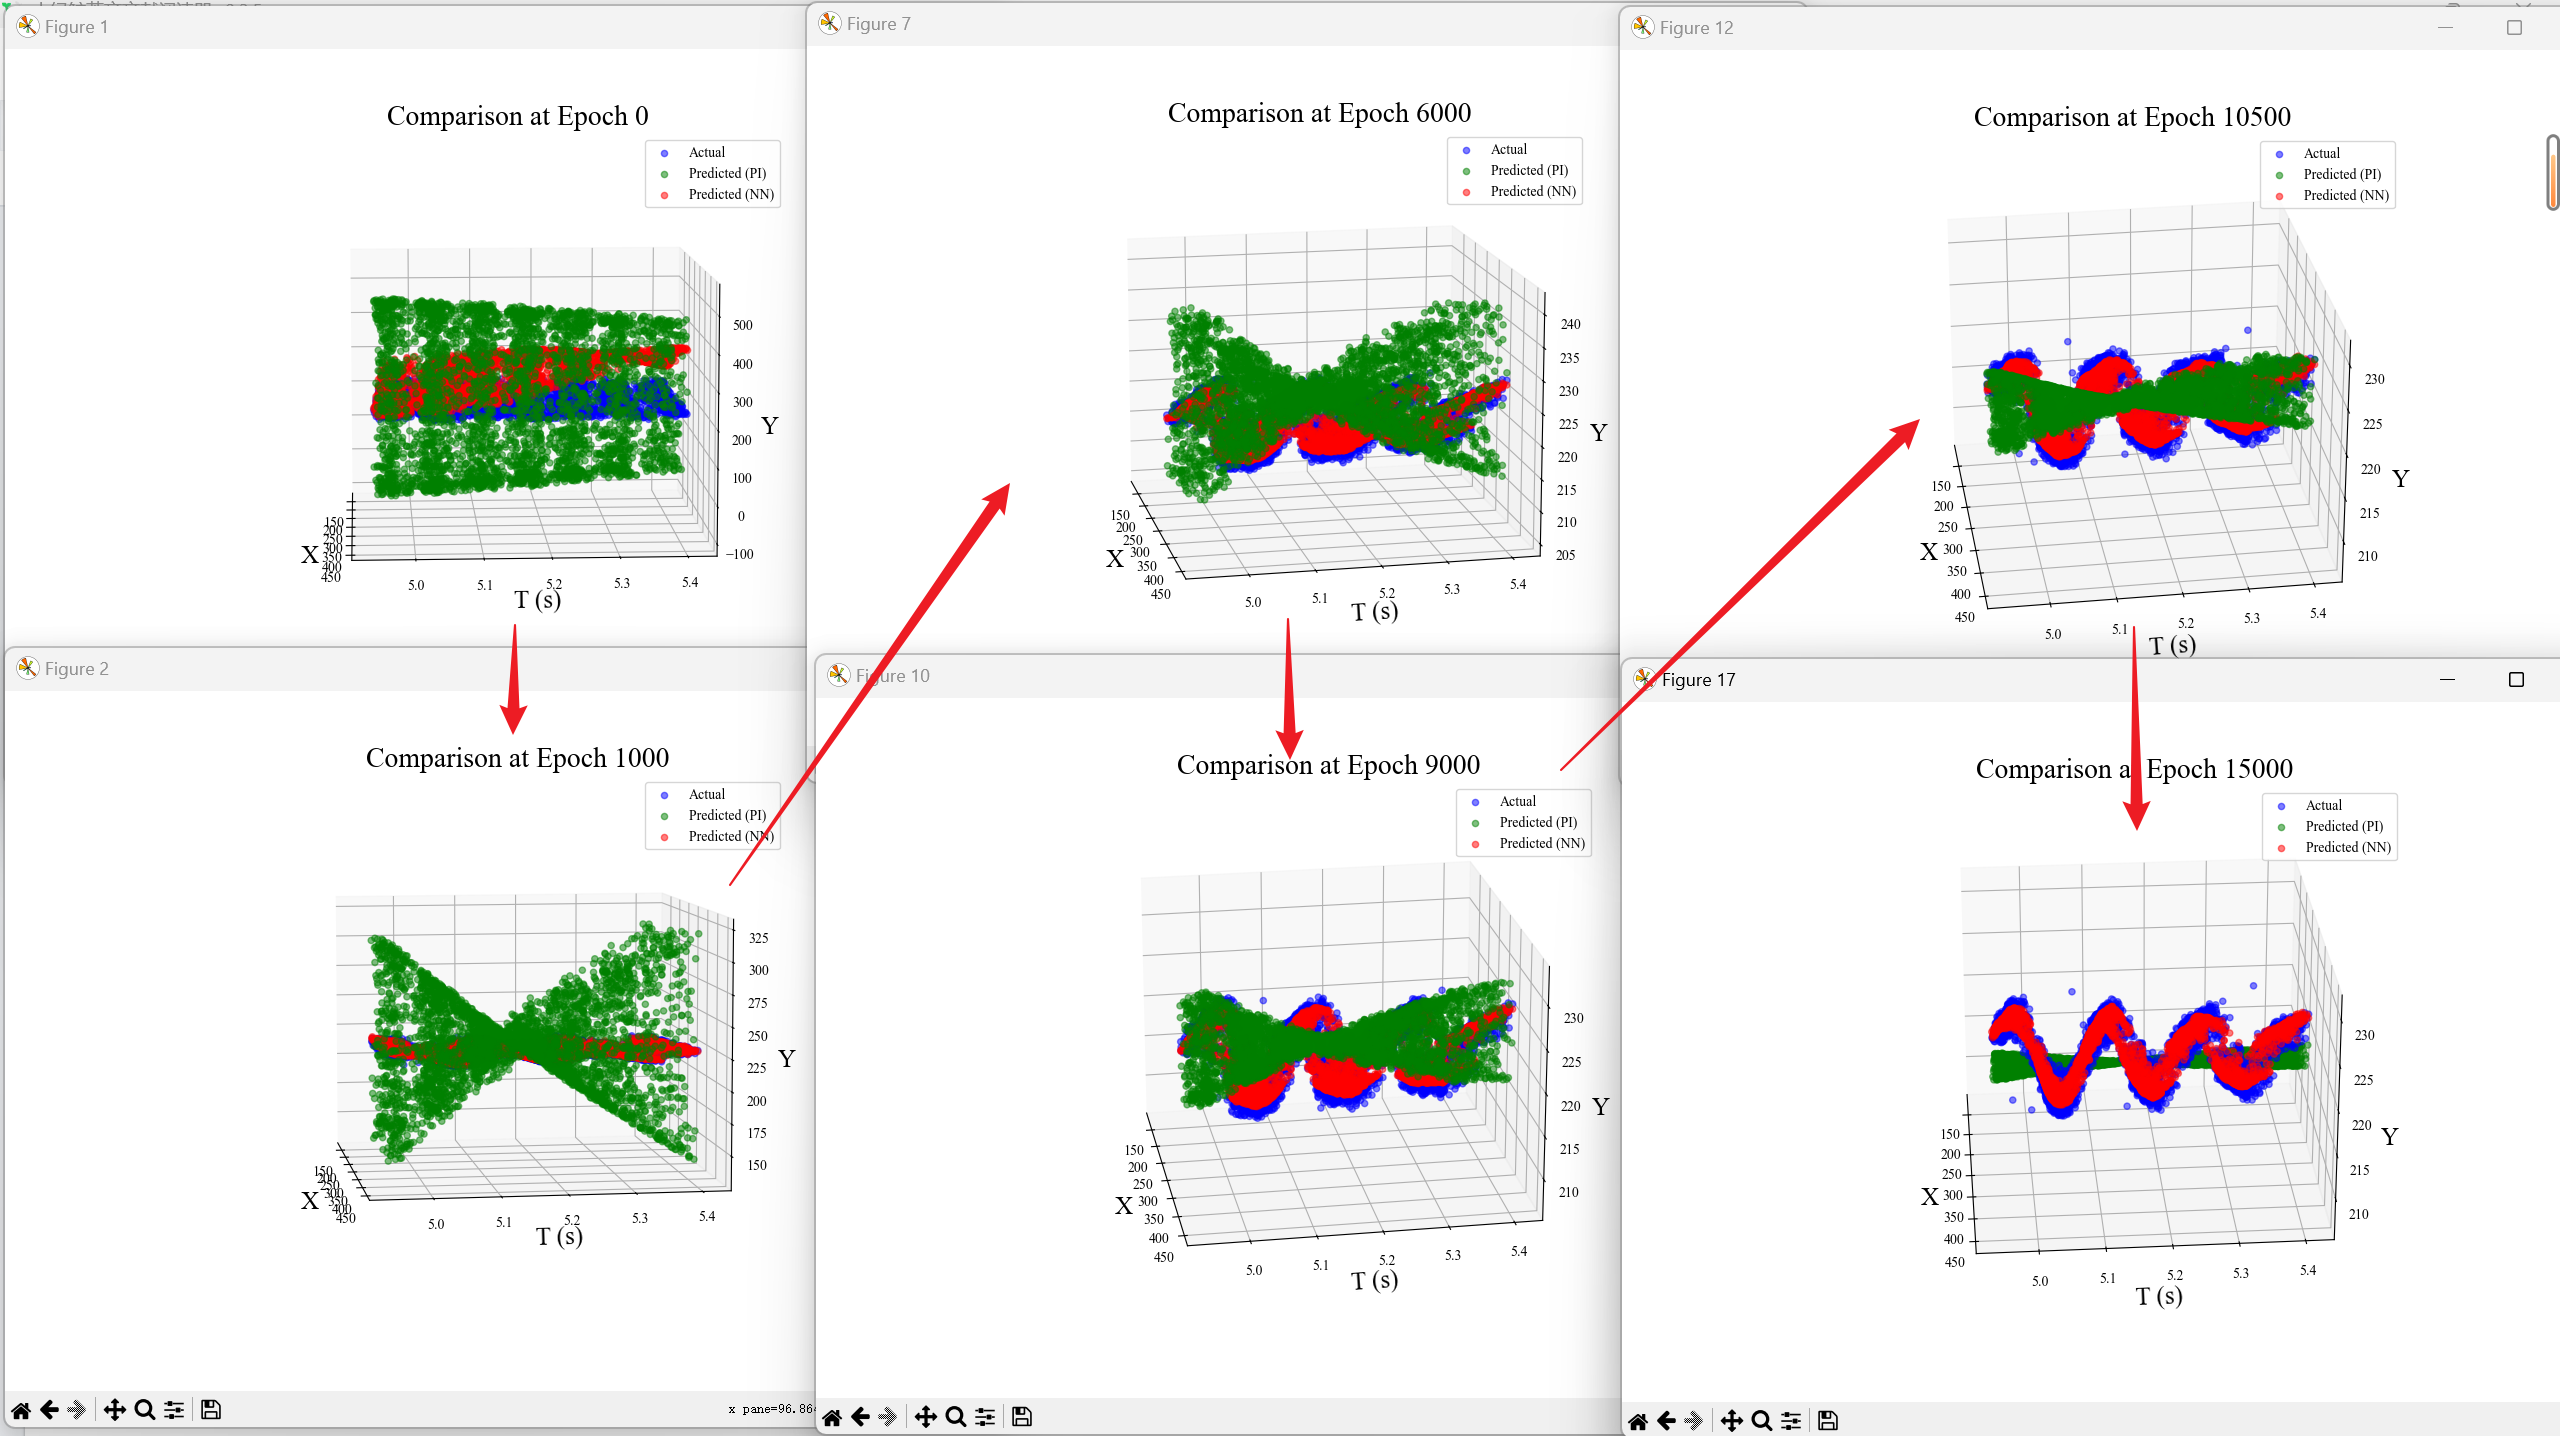 Figure 1
Comparison at Epoch 0
Actual
Predicted (PI)
Predicted (NN)
500
400
300
200
100
0
−100
Y
X
150
200
250
300
350
400
450
5.0
5.1
5.2
5.3
5.4
T (s)
Figure 2
Comparison at Epoch 1000
Actual
Predicted (PI)
Predicted (NN)
325
300
275
250
225
200
175
150
Y
X
150
200
250
300
350
400
450
5.0
5.1
5.2
5.3
5.4
T (s)
x pane=96.86
Figure 7
Comparison at Epoch 6000
Actual
Predicted (PI)
Predicted (NN)
240
235
230
225
220
215
210
205
Y
X
150
200
250
300
350
400
450
5.0
5.1
5.2
5.3
5.4
T (s)
Figure 10
Comparison at Epoch 9000
Actual
Predicted (PI)
Predicted (NN)
230
225
220
215
210
Y
X
150
200
250
300
350
400
450
5.0
5.1
5.2
5.3
5.4
T (s)
Figure 12
Comparison at Epoch 10500
Actual
Predicted (PI)
Predicted (NN)
230
225
220
215
210
Y
X
150
200
250
300
350
400
450
5.0
5.1
5.2
5.3
5.4
T (s)
Figure 17
Comparison a Epoch 15000
Actual
Predicted (PI)
Predicted (NN)
230
225
220
215
210
Y
X
150
200
250
300
350
400
450
5.0
5.1
5.2
5.3
5.4
T (s)